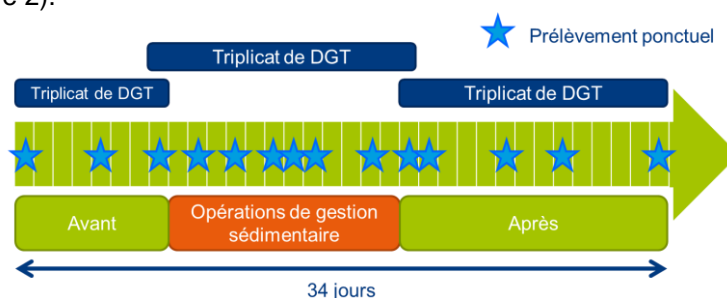 e 2).
Prélèvement ponctuel
Triplicat de DGT
Triplicat de DGT
Triplicat de DGT
Avant
Opérations de gestion
sédimentaire
Après
34 jours